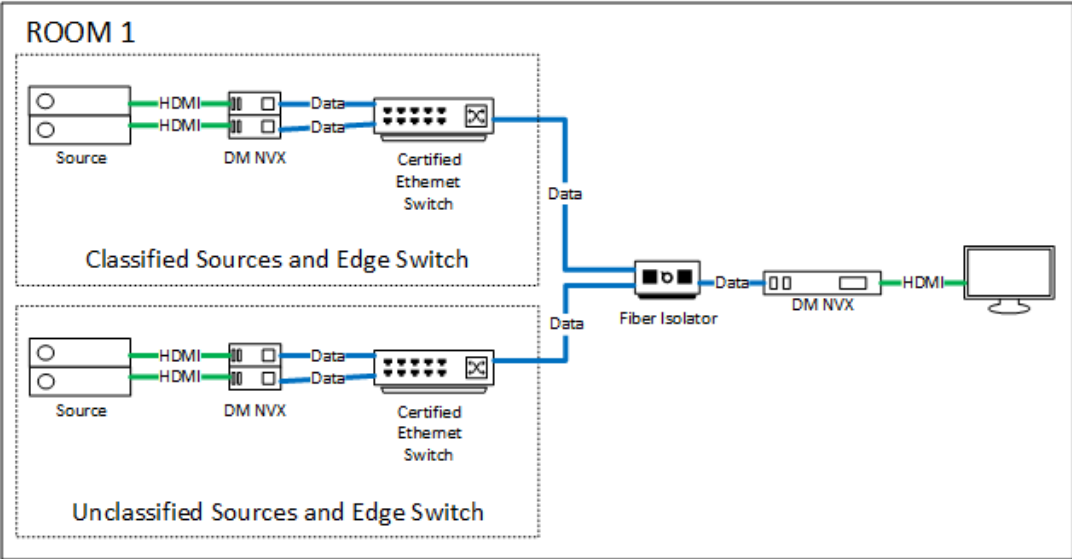 ROOM 1
HDMI
Data
HDMI
Data
Source
DM NVX
Certified
Ethernet
Switch
Classified Sources and Edge Switch
Data
Data
HDMI
Fiber Isolator
DM NVX
Data
HDMI
Data
HDMI
Data
Source
DM NVX
Certified
Ethernet
Switch
Unclassified Sources and Edge Switch